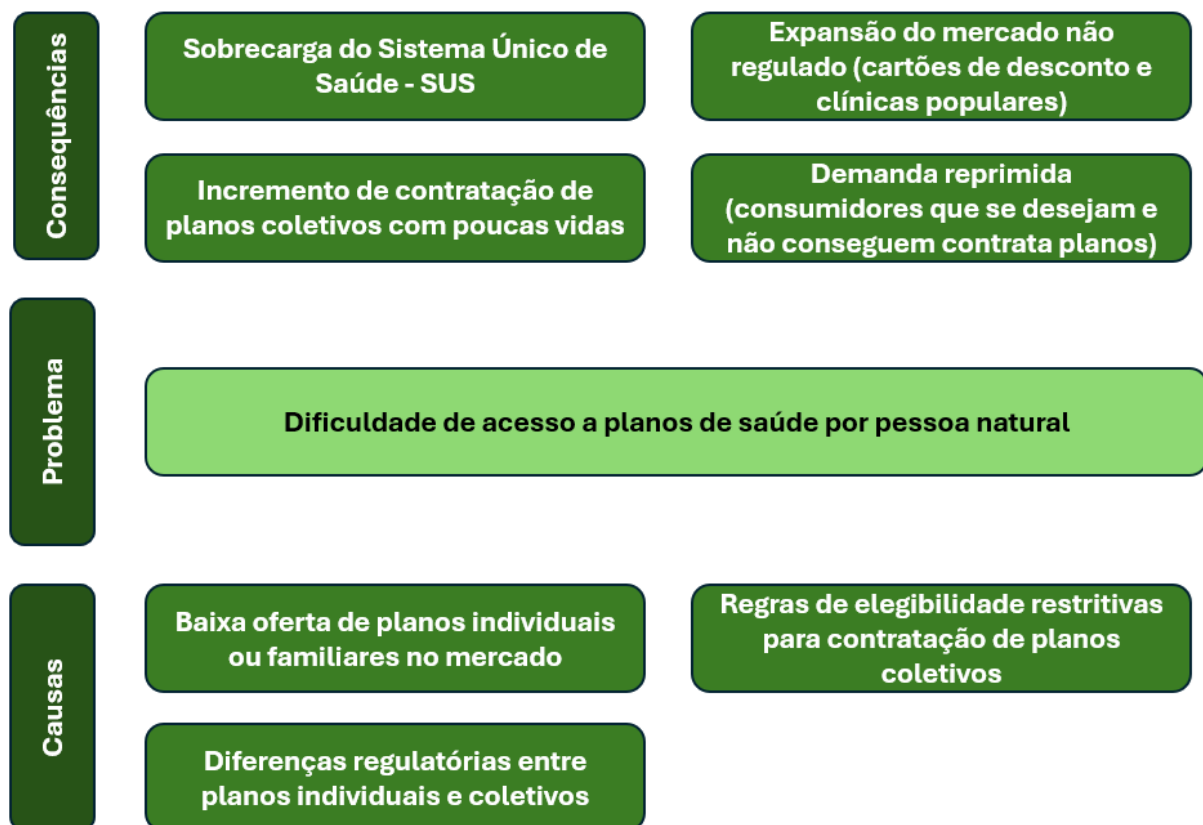 Consequências
Sobrecarga do Sistema Único de
Saúde - SUS
Expansão do mercado não
regulado (cartões de desconto e
clínicas populares)
Incremento de contratação de
planos coletivos com poucas vidas
Demanda reprimida
(consumidores que se desejam e
não conseguem contrata planos)
Problema
Dificuldade de acesso a planos de saúde por pessoa natural
Causas
Baixa oferta de planos individuais
ou familiares no mercado
Regras de elegibilidade restritivas
para contratação de planos
coletivos
Diferenças regulatórias entre
planos individuais e coletivos